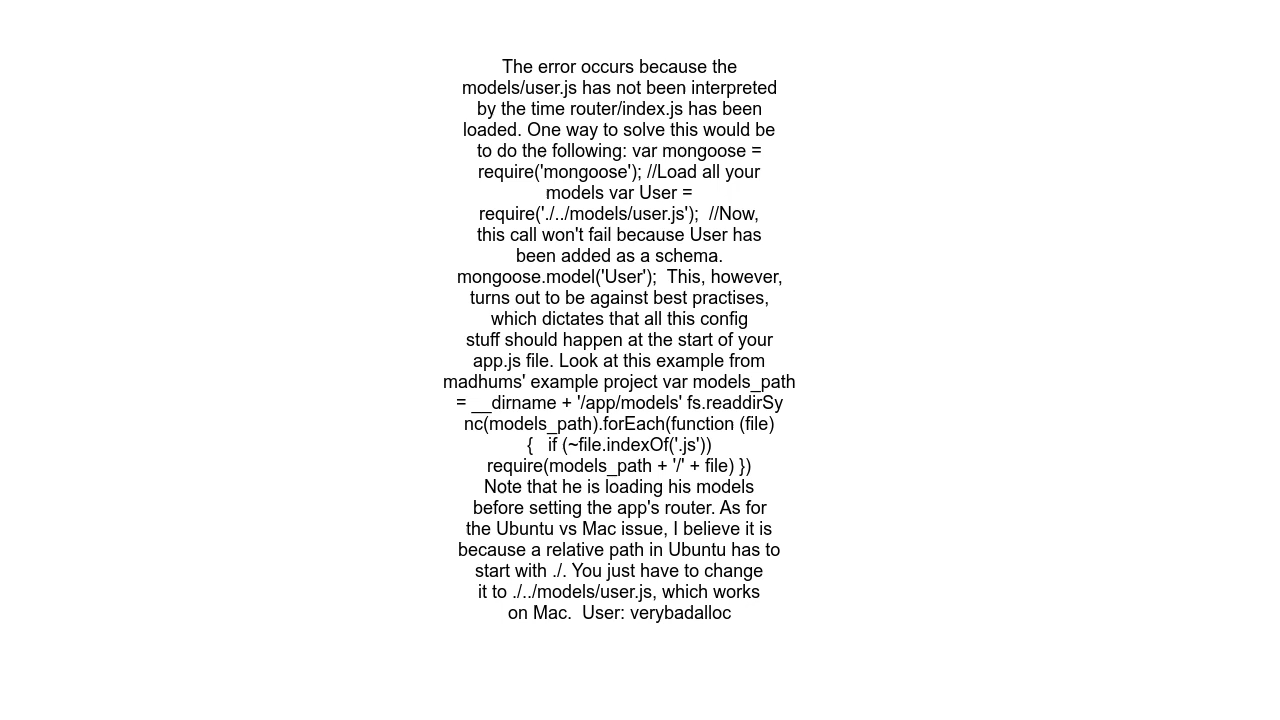 The error occurs because the
models/user.js has not been interpreted
by the time router/index.js has been
loaded. One way to solve this would be
to do the following: var mongoose =
require('mongoose'); //Load all your
models var User =
require('./../models/user.js');  //Now,
this call won't fail because User has
been added as a schema.
mongoose.model('User');  This, however,
turns out to be against best practises,
which dictates that all this config
stuff should happen at the start of your
app.js file. Look at this example from
madhums' example project var models_path
= __dirname + '/app/models' fs.readdirSy
nc(models_path).forEach(function (file)
{   if (~file.indexOf('.js'))
require(models_path + '/' + file) })
Note that he is loading his models
before setting the app's router. As for
the Ubuntu vs Mac issue, I believe it is
because a relative path in Ubuntu has to
start with ./. You just have to change
it to ./../models/user.js, which works
on Mac.  User: verybadalloc